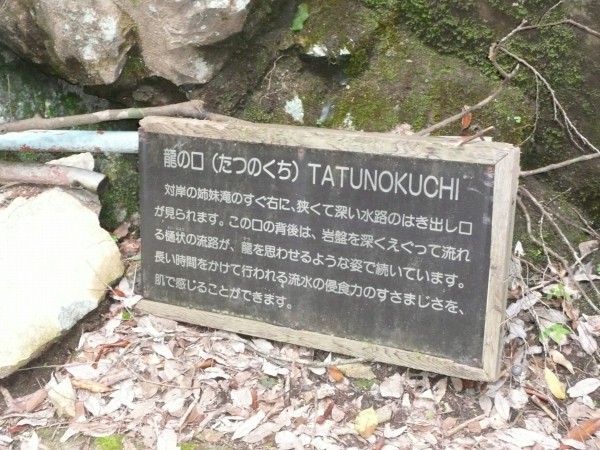 龍の口(たつのくち) TATUNOKUCHI
対岸の姉妹滝のすぐ右に、狭くて深い水路のはき出し口
が見られます。この口の背後は、岩盤を深くえぐって流れ
る樋状の流路が、龍を思わせるような姿で続いています。
長い時間をかけて行われる流水の侵食力のすさまじさを、
肌で感じることができます。